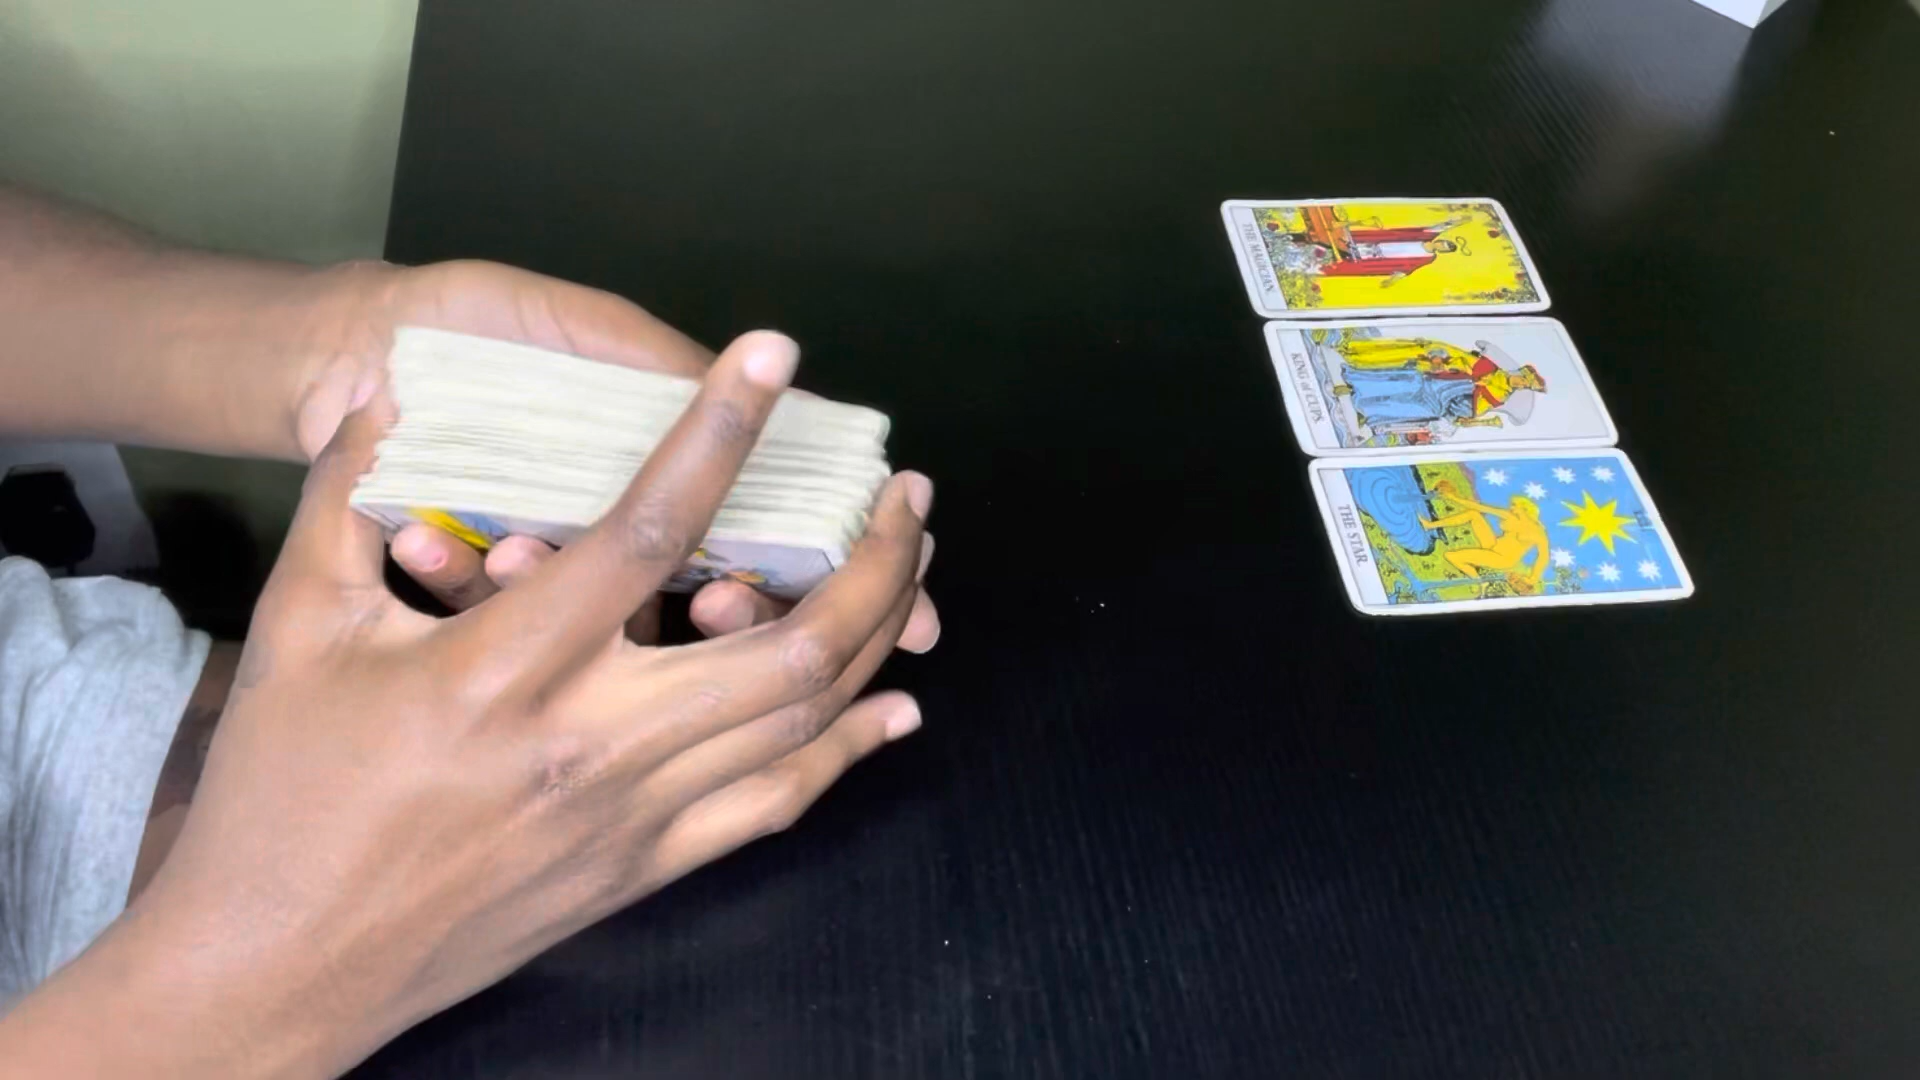 THE MAGICIAN.
KING of CUPS.
THE STAR.